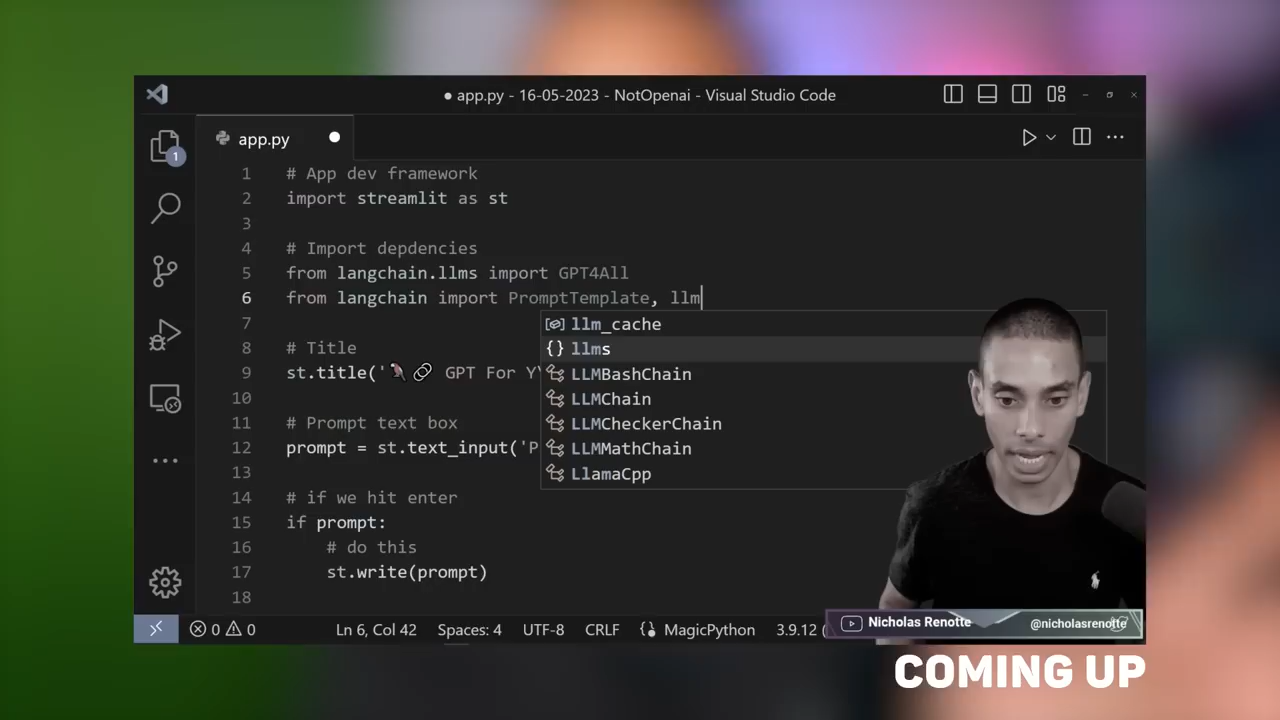 ● app.py - 16-05-2023 - NotOpenai - Visual Studio Code
app.py
1
1 # App dev framework
2 import streamlit as st
3
4 # Import depdencies
5 from langchain.llms import GPT4All
6 from langchain import PromptTemplate, llm
7
8 # Title
9 st.title('🦜🔗 GPT For Y
10
11 # Prompt text box
12 prompt = st.text_input('P
13
14 # if we hit enter
15 if prompt:
16 # do this
17 st.write(prompt)
18
llm_cache
llms
LLMBashChain
LLMChain
LLMCheckerChain
LLMMathChain
LlamaCpp
0 0 Ln 6, Col 42 Spaces: 4 UTF-8 CRLF MagicPython 3.9.12 (
Nicholas Renotte @nicholasrenotte
COMING UP